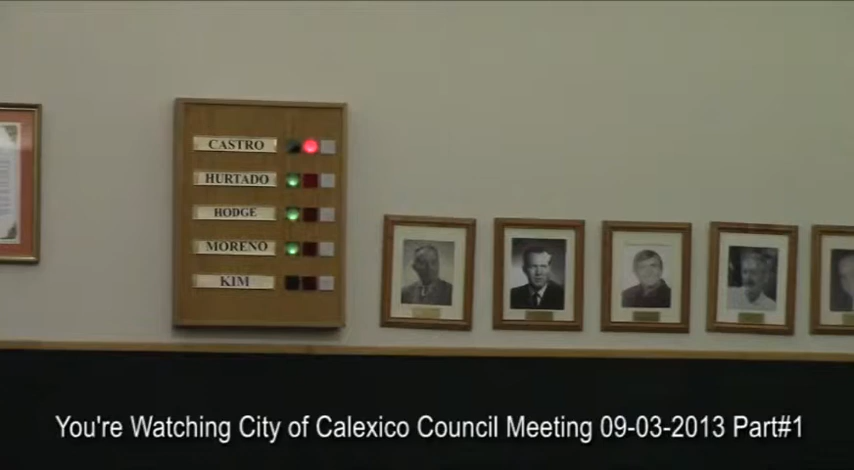 CASTRO
HURTADO
HODGE
MORENO
KIM
You're Watching City of Calexico Council Meeting 09-03-2013 Part#1